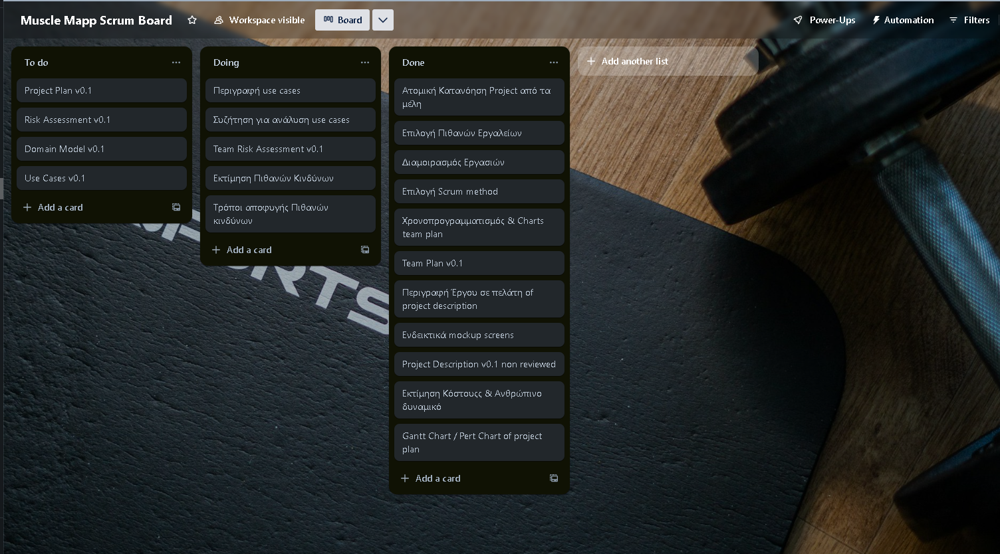 Muscle Mapp Scrum Board
Workspace visible
Board
Power-Ups
Automation
Filters
To do
Project Plan v0.1
Risk Assessment v0.1
Domain Model v0.1
Use Cases v0.1
Add a card
Doing
Περιγραφή use cases
Συζήτηση για ανάλυση use cases
Team Risk Assessment v0.1
Εκτίμηση Πιθανών Κινδύνων
Τρόποι αποφυγής Πιθανών
κινδύνων
Add a card
Done
Ατομική Κατανόηση Project από τα
μέλη
Επιλογή Πιθανών Εργαλείων
Διαμοιρασμός Εργασιών
Επιλογή Scrum method
Χρονοπρογραμματισμός & Charts
team plan
Team Plan v0.1
Περιγραφή Έργου σε πελάτη of
project description
Ενδεικτικά mockup screens
Project Description v0.1 non reviewed
Εκτίμηση Κόστουςς & Ανθρώπινο
δυναμικό
Gantt Chart / Pert Chart of project
plan
Add a card
Add another list